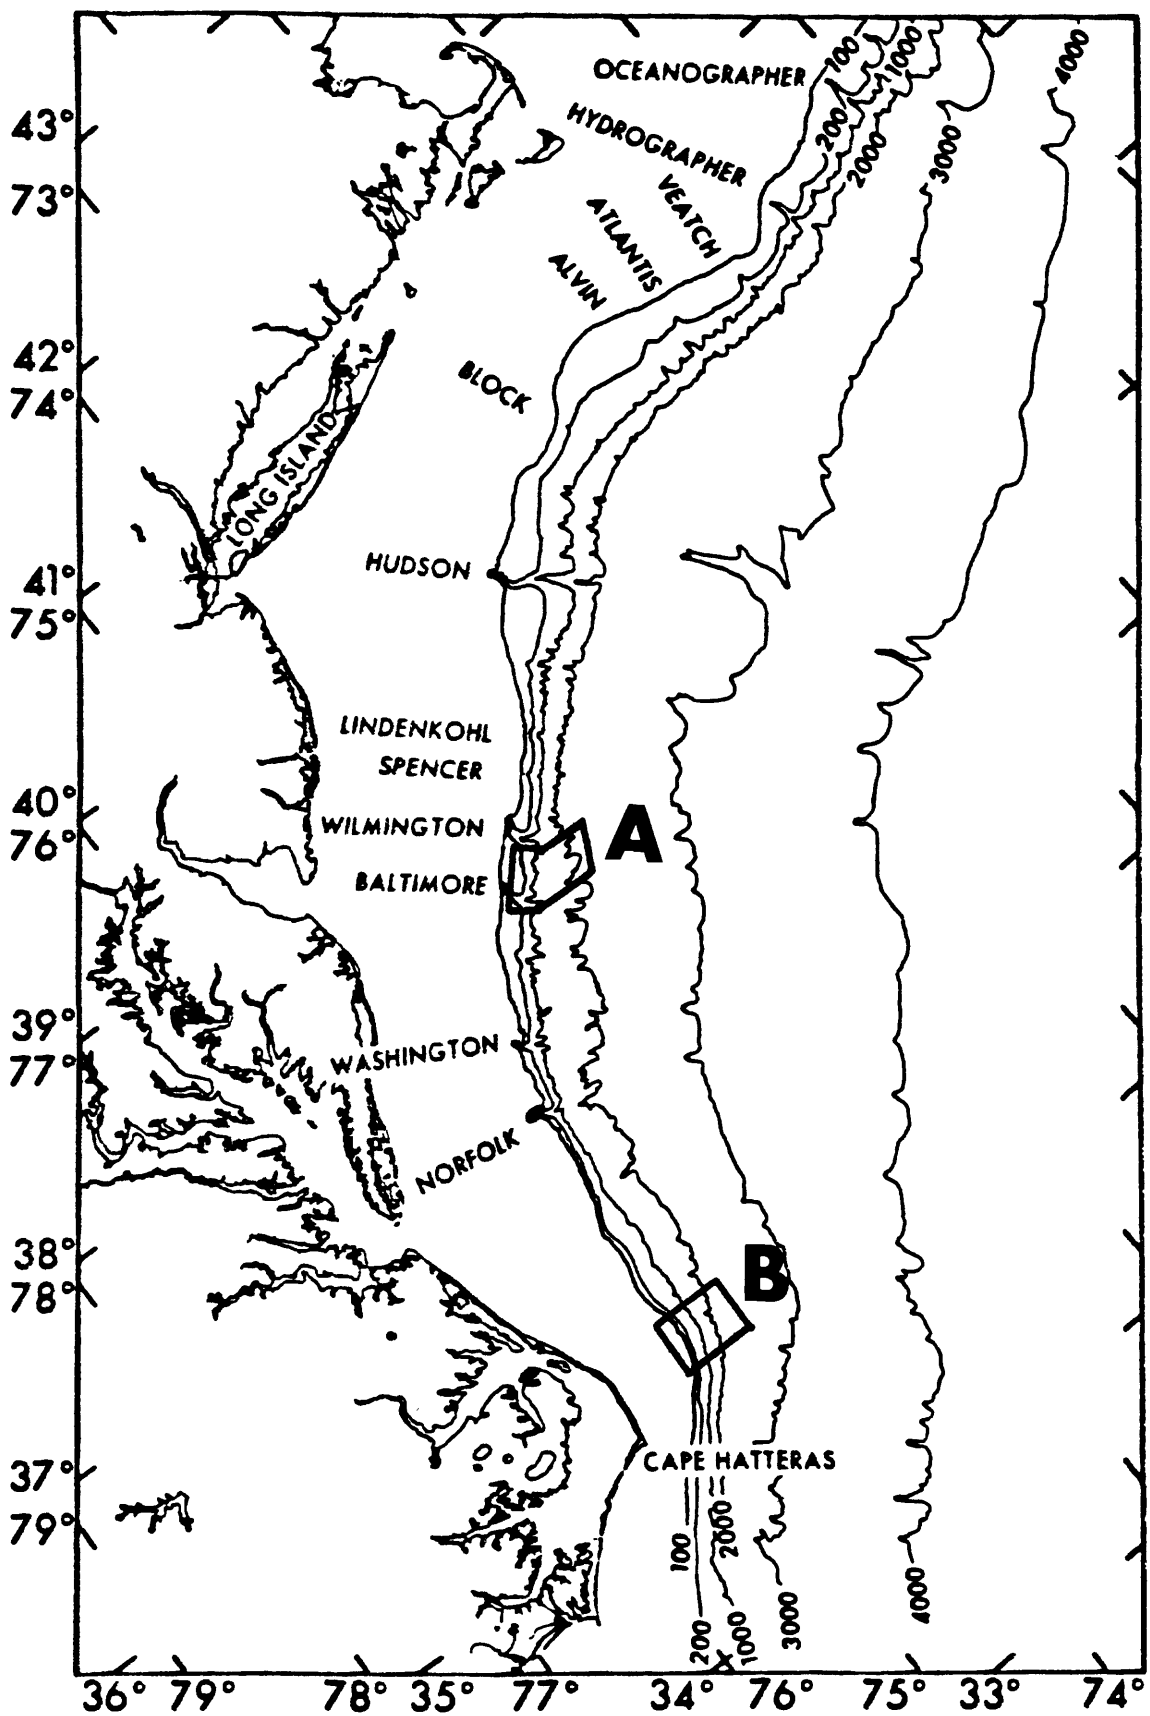 OCEANOGRAPHER
100
1000
4000
HYDROGRAPHER
200
2000
3000
43°
73°
VEATCH
ATLANTIS
ALVIN
42°
74°
BLOCK
LONG ISLAND
HUDSON
41°
75°
LINDENKOHL
SPENCER
40°
76°
WILMINGTON
A
BALTIMORE
39°
77°
WASHINGTON
NORFOLK
38°
78°
B
CAPE HATTERAS
37°
79°
100
2000
200
1000
3000
4000
36° 79° 78° 35° 77° 34° 76° 75° 33° 74°